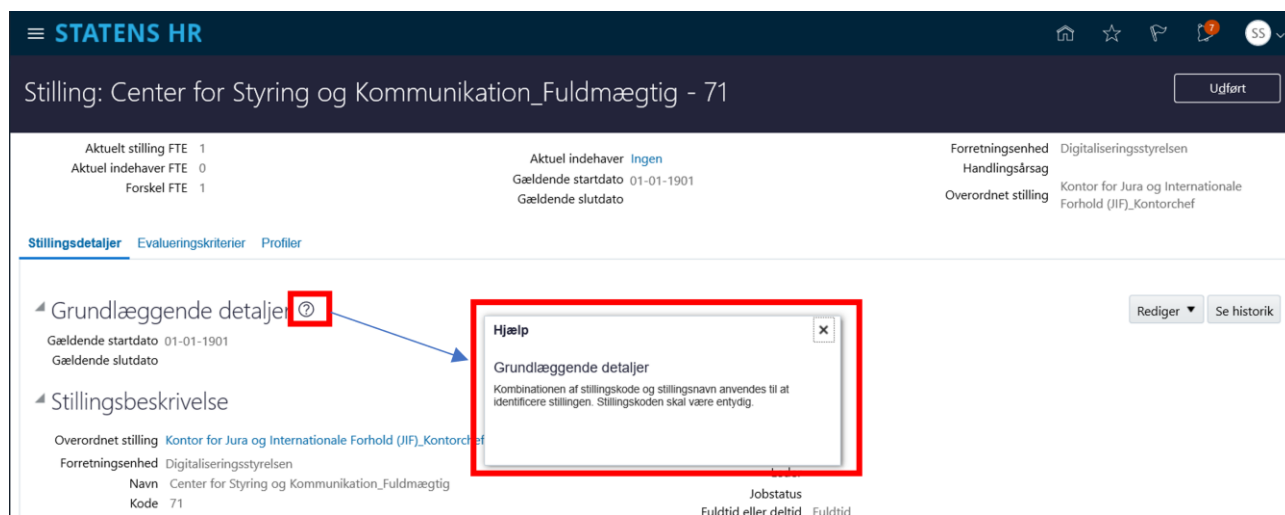 STATENS HR
7
SS
Stilling: Center for Styring og Kommunikation_Fuldmægtig - 71
Udført
Aktuelt stilling FTE 1
Aktuel indehaver FTE 0
Forskel FTE 1
Aktuel indehaver Ingen
Gældende startdato 01-01-1901
Gældende slutdato
Forretningsenhed Digitaliseringsstyrelsen
Handlingsårsag
Overordnet stilling Kontor for Jura og Internationale
Forhold (JIF)_Kontorchef
Stillingsdetaljer Evalueringskriterier Profiler
Grundlæggende detaljer ?
Rediger Se historik
Gældende startdato 01-01-1901
Gældende slutdato
Hjælp
Grundlæggende detaljer
Kombinationen af stillingskode og stillingsnavn anvendes til at
identificere stillingen. Stillingskoden skal være entydig.
Stillingsbeskrivelse
Overordnet stilling Kontor for Jura og Internationale Forhold (JIF)_Kontorchef
Forretningsenhed Digitaliseringsstyrelsen
Navn Center for Styring og Kommunikation_Fuldmægtig
Kode 71
Jobstatus
Fuldtid eller deltid Fuldtid